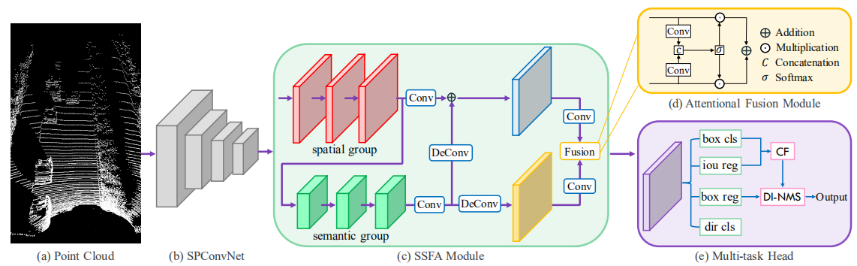 Conv
C
σ
Conv
Addition
Multiplication
C Concatenation
σ Softmax
(d) Attentional Fusion Module
Conv
spatial group
DeConv
Conv
Fusion
Conv
Conv
DeConv
semantic group
box cls
iou reg
CF
box reg
DI-NMS
Output
dir cls
(a) Point Cloud
(b) SPConvNet
(c) SSFA Module
(e) Multi-task Head